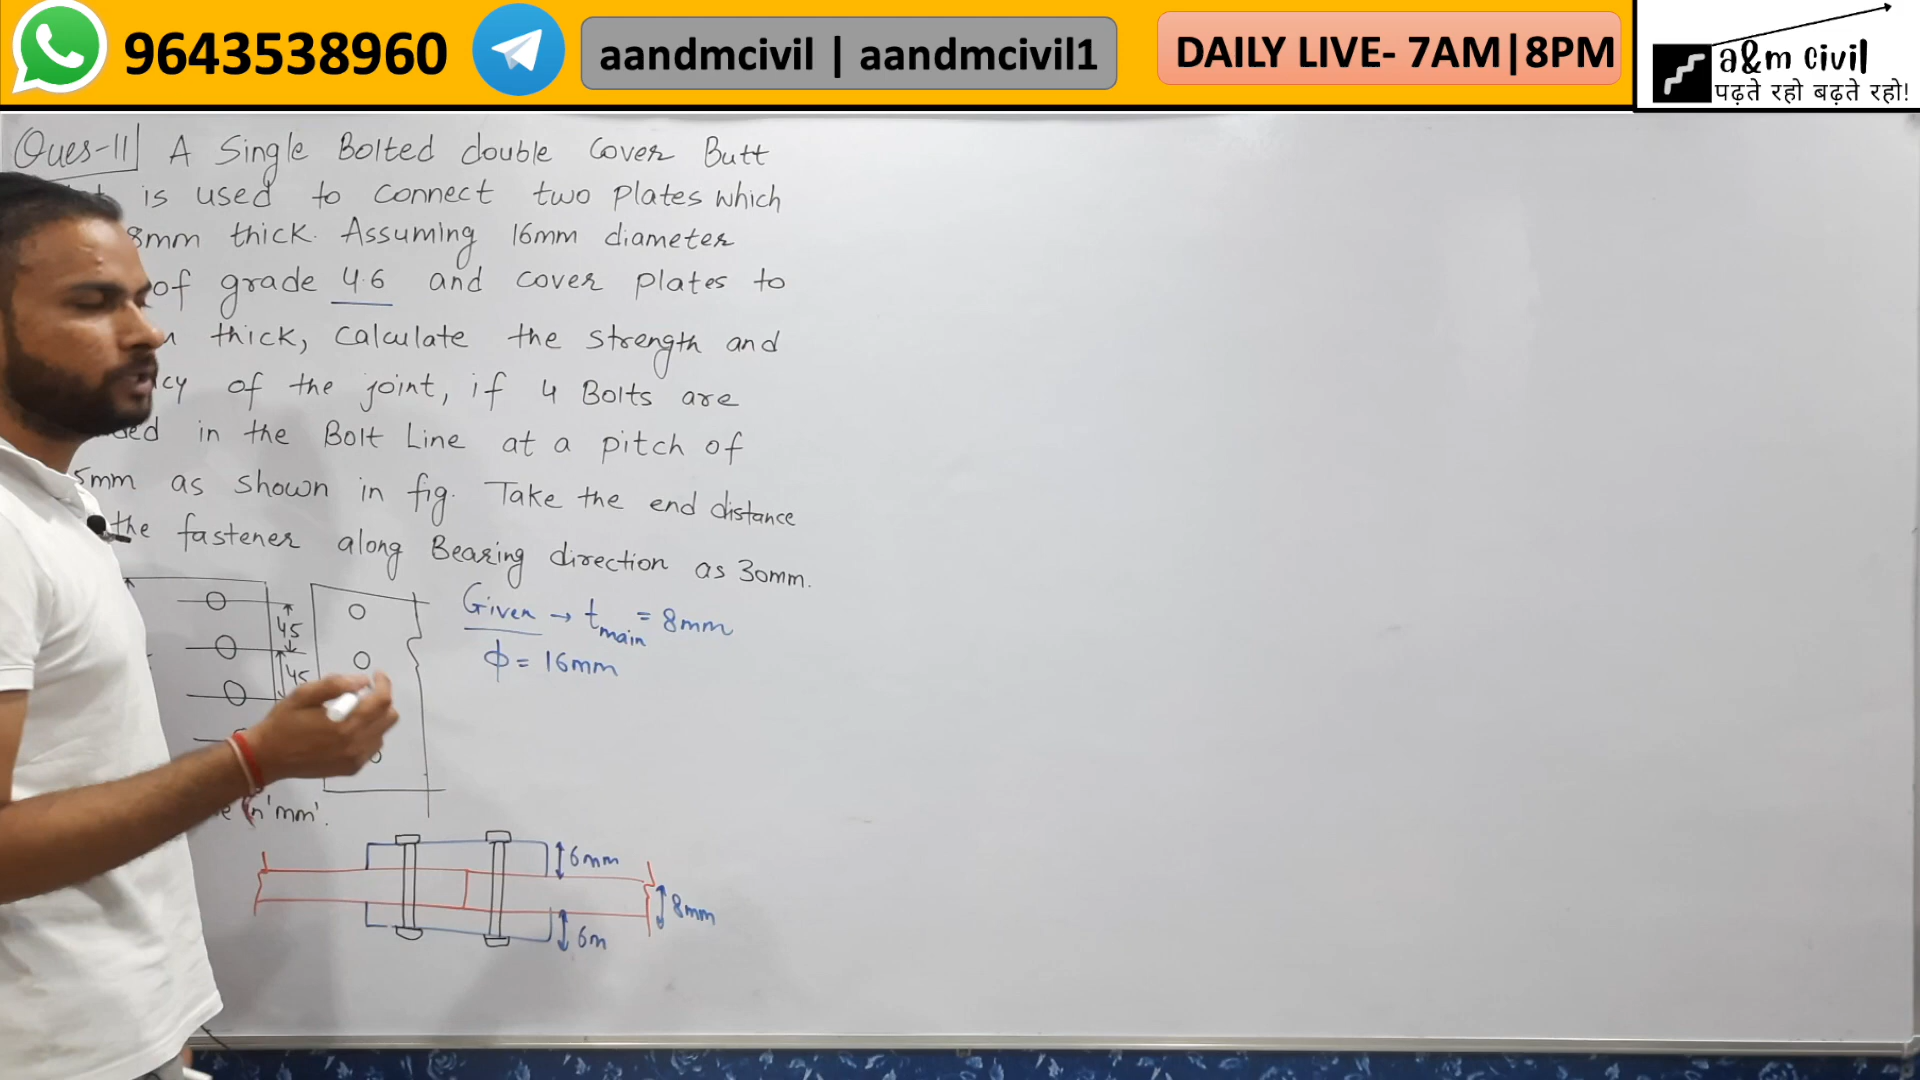 9643538960
aandmcivil | aandmcivil1
DAILY LIVE- 7AM|8PM
a&m civil
पढ़ते रहो बढ़ते रहो!
Ques-11 A Single Bolted double Cover Butt
is used to connect two Plates which
8mm thick. Assuming 16mm diameter
of grade 4.6 and cover plates to
thick, Calculate the strength and
of the joint, if 4 Bolts are
in the Bolt Line at a pitch of
5mm as shown in fig. Take the end distance
the fastener along Bearing direction as 30mm.
45
45
Given → tmain = 8mm
ϕ = 16mm
in 'mm'.
6mm
8mm
6m